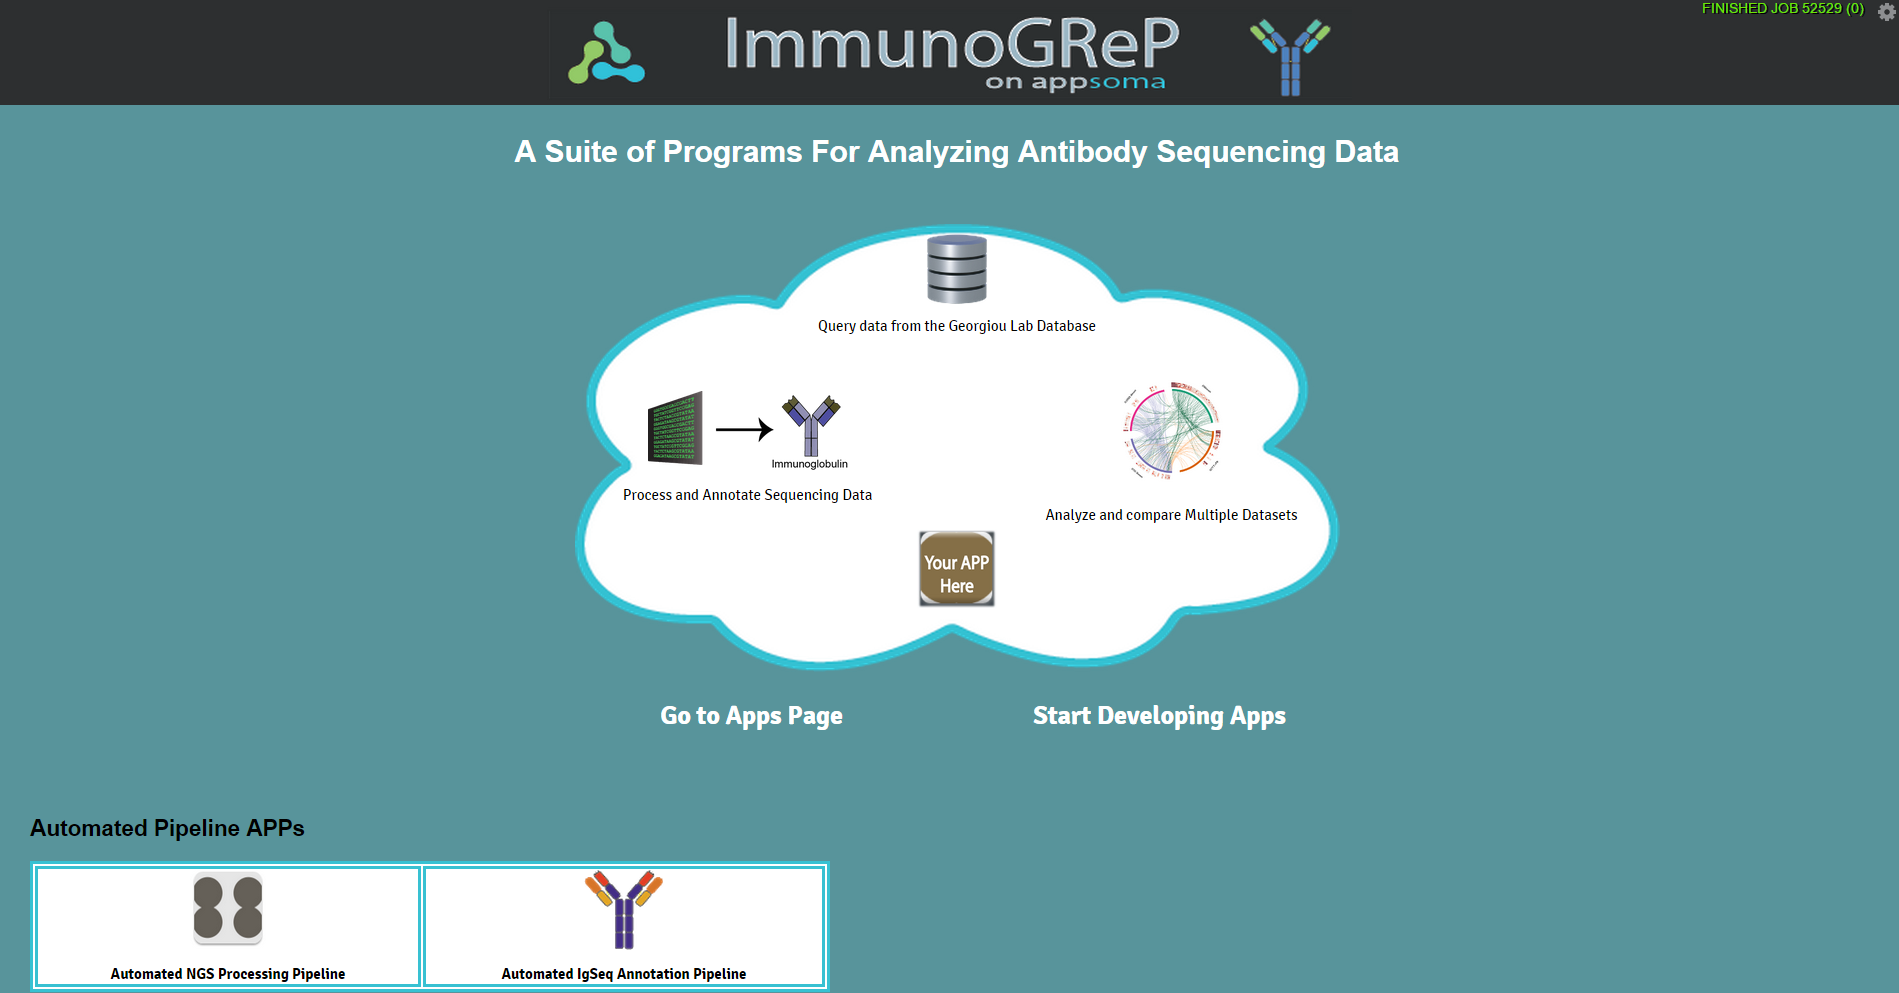 FINISHED JOB 52529 (0)
ImmunoGReP
on appsoma
A Suite of Programs For Analyzing Antibody Sequencing Data
Query data from the Georgiou Lab Database
Immunoglobulin
Process and Annotate Sequencing Data
Analyze and compare Multiple Datasets
Your APP
Here
Go to Apps Page
Start Developing Apps
Automated Pipeline APPs
Automated NGS Processing Pipeline
Automated IgSeq Annotation Pipeline